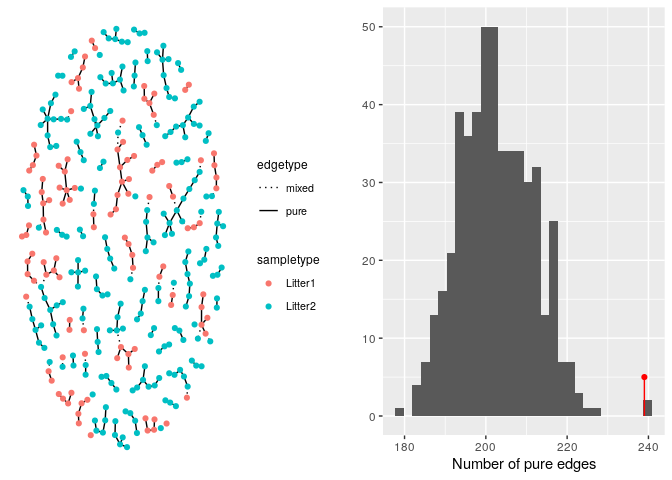 edgetype
mixed
pure
sampletype
Litter1
Litter2
50
40
30
20
10
0
180 200 220 240
Number of pure edges